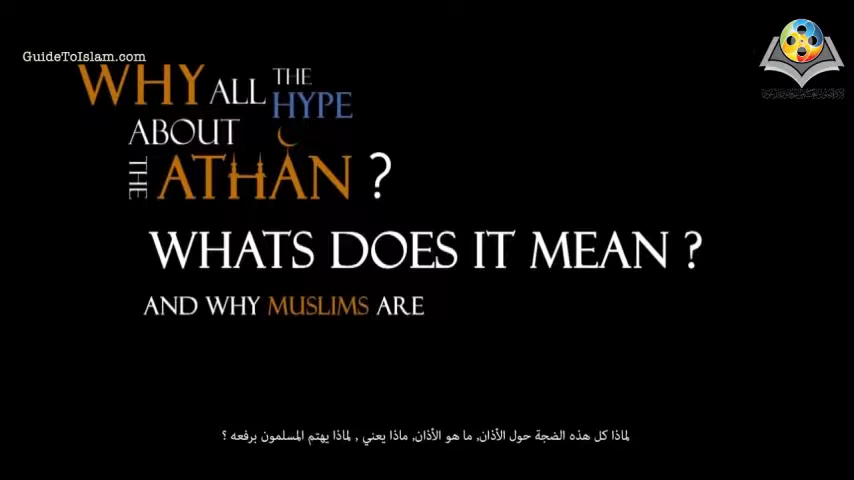 GuideToIslam.com
WHY ALL THE HYPE
ABOUT
THE ATHAN ?
WHATS DOES IT MEAN ?
AND WHY MUSLIMS ARE
لماذا كل هذه الضجة حول الأذان, ما هو الأذان, ماذا يعني , لماذا يهتم المسلمون برفعه ؟